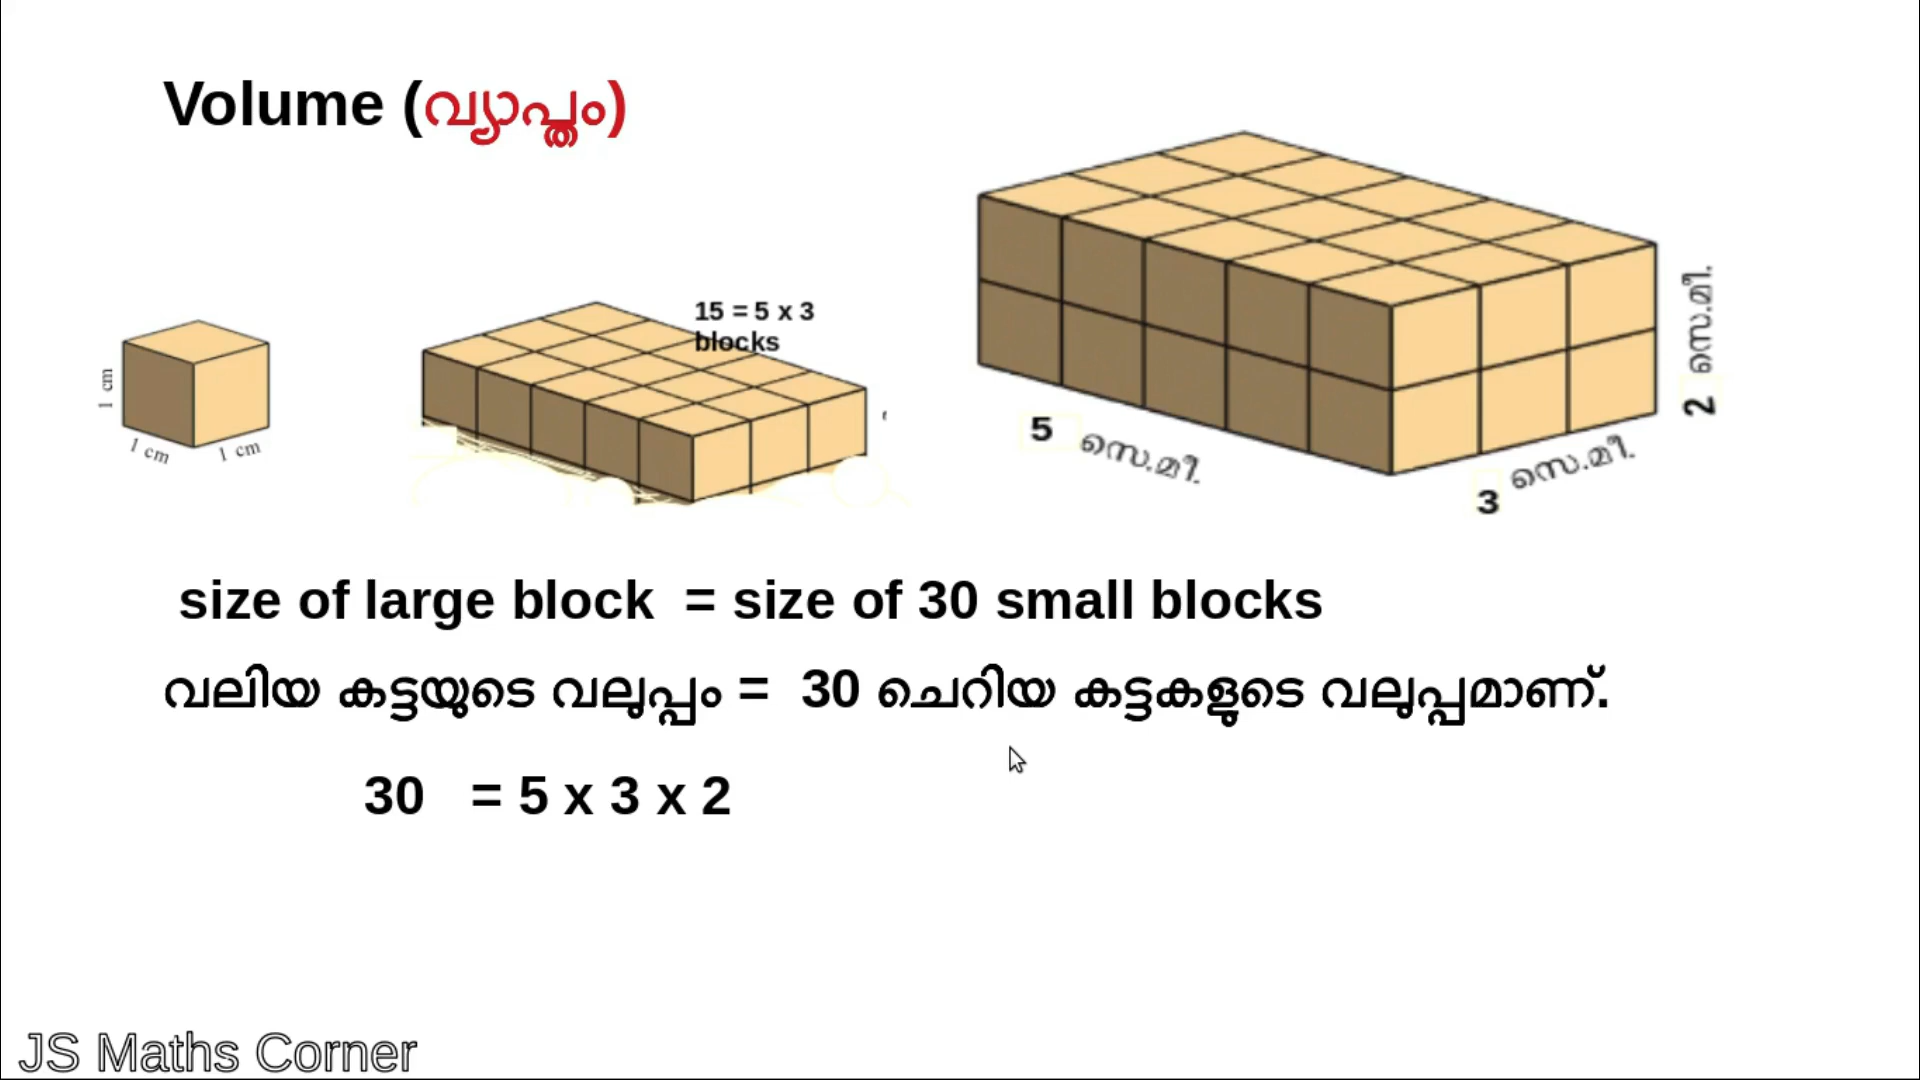 Volume (വ്യാപ്തം)
15 = 5 x 3
blocks
1 cm
1 cm
1 cm
5 സെ.മീ.
3 സെ.മീ.
2 സെ.മീ.
size of large block = size of 30 small blocks
വലിയ കട്ടയുടെ വലുപ്പം = 30 ചെറിയ കട്ടകളുടെ വലുപ്പമാണ്.
30 = 5 x 3 x 2
JS Maths Corner